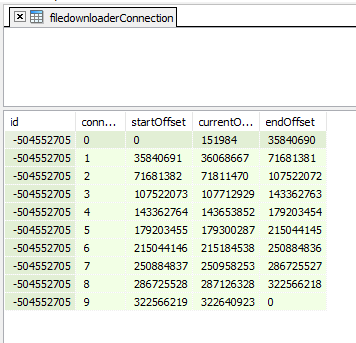 filedownloaderConnection
id conn... startOffset currentO... endOffset
-504552705 0 0 151984 35840690
-504552705 1 35840691 36068667 71681381
-504552705 2 71681382 71811470 107522072
-504552705 3 107522073 107712929 143362763
-504552705 4 143362764 143653852 179203454
-504552705 5 179203455 179300287 215044145
-504552705 6 215044146 215184538 250884836
-504552705 7 250884837 250958253 286725527
-504552705 8 286725528 287126328 322566218
-504552705 9 322566219 322640923 0